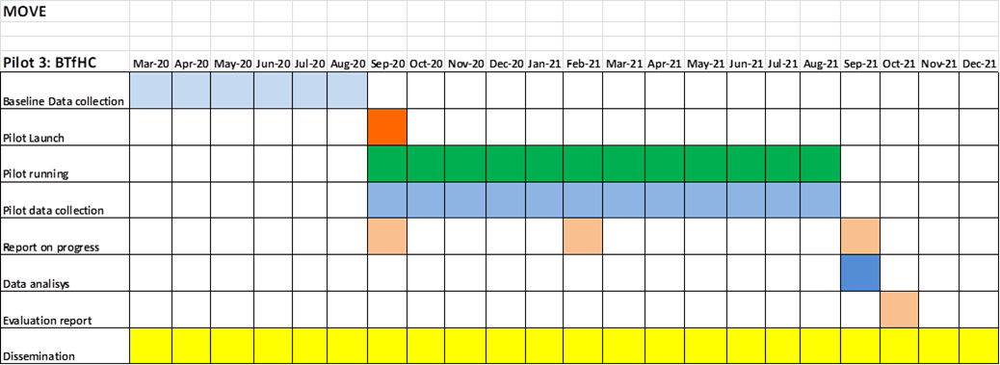 MOVE
Pilot 3: BTfHC Mar-20 Apr-20 May-20 Jun-20 Jul-20 Aug-20 Sep-20 Oct-20 Nov-20 Dec-20 Jan-21 Feb-21 Mar-21 Apr-21 May-21 Jun-21 Jul-21 Aug-21 Sep-21 Oct-21 Nov-21 Dec-21
Baseline Data collection
Pilot Launch
Pilot running
Pilot data collection
Report on progress
Data analisys
Evaluation report
Dissemination